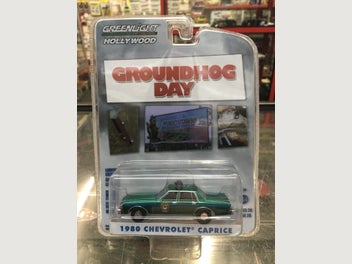 GREENLIGHT
HOLLYWOOD
GROUNDHOG
DAY
1980 CHEVROLET CAPRICE